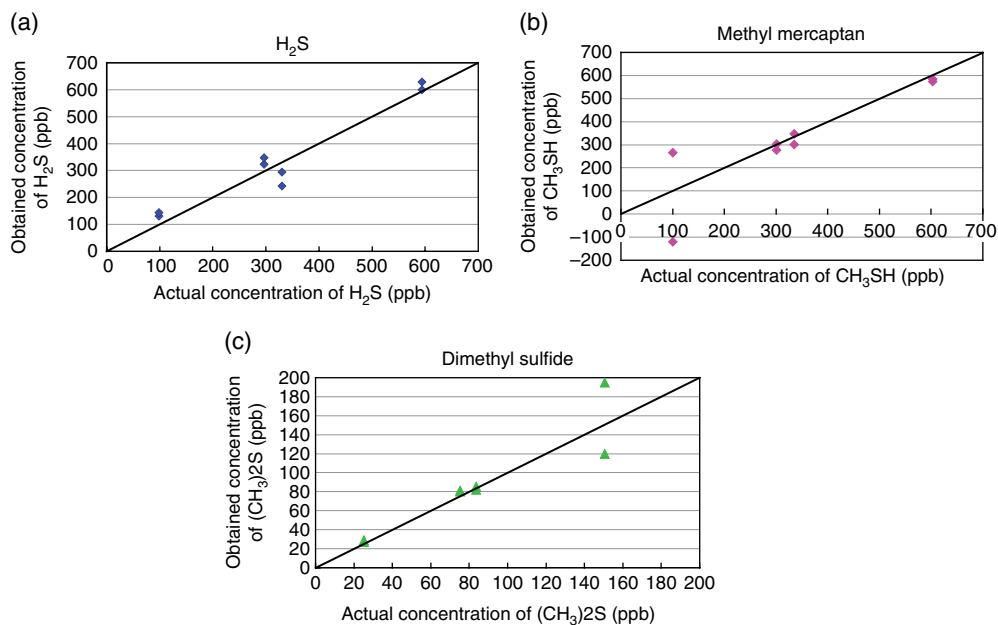 (a)
H₂S
Obtained concentration
of H₂S (ppb)
700
600
500
400
300
200
100
0
0 100 200 300 400 500 600 700
Actual concentration of H₂S (ppb)
(b)
Methyl mercaptan
Obtained concentration
of CH₃SH (ppb)
700
600
500
400
300
200
100
0
−100
−200
0 100 200 300 400 500 600 700
Actual concentration of CH₃SH (ppb)
(c)
Dimethyl sulfide
Obtained concentration
of (CH₃)2S (ppb)
200
180
160
140
120
100
80
60
40
20
0
0 20 40 60 80 100 120 140 160 180 200
Actual concentration of (CH₃)2S (ppb)